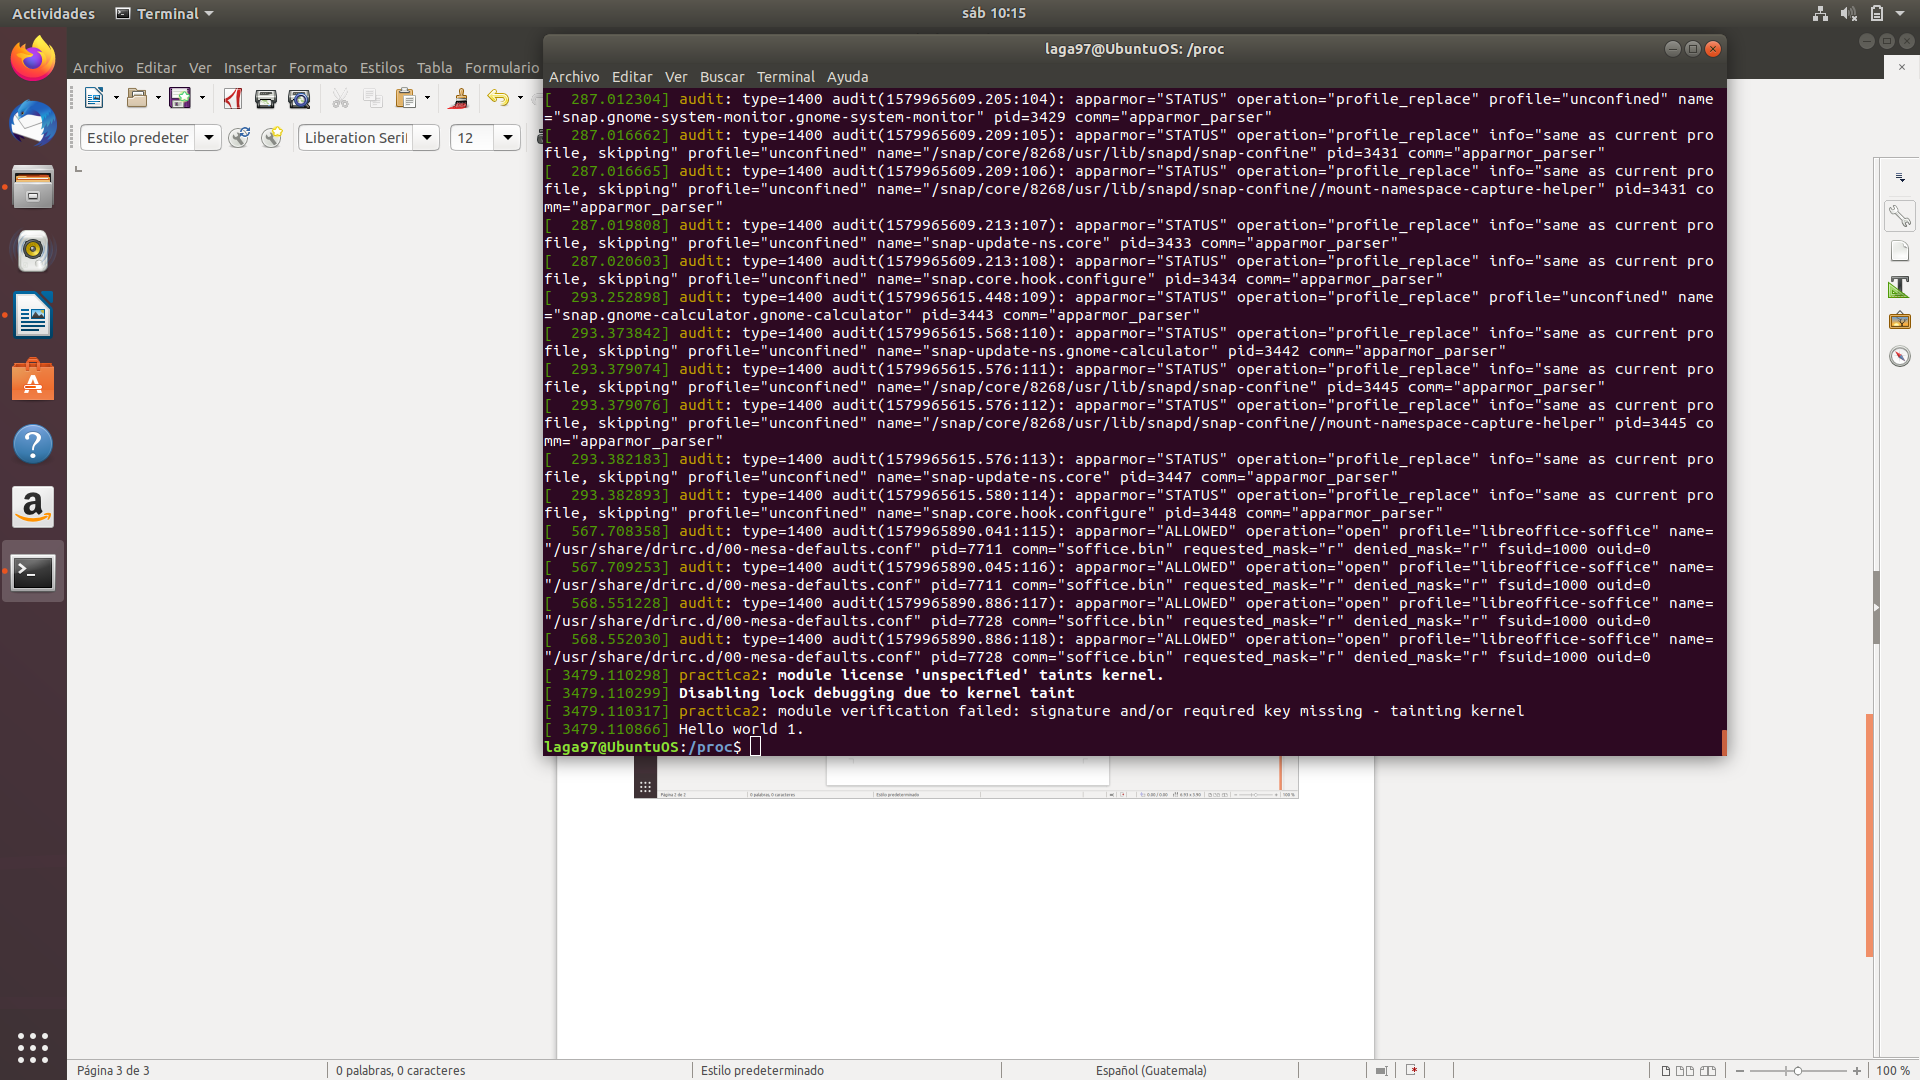 Actividades
Terminal
sáb 10:15
laga97@UbuntuOS: /proc
Archivo Editar Ver Insertar Formato Estilos Tabla Formulario
Archivo Editar Ver Buscar Terminal Ayuda
Estilo predeter
Liberation Seri
12
[  287.012304] audit: type=1400 audit(1579965609.205:104): apparmor="STATUS" operation="profile_replace" profile="unconfined" name
="snap.gnome-system-monitor.gnome-system-monitor" pid=3429 comm="apparmor_parser"
[  287.016662] audit: type=1400 audit(1579965609.209:105): apparmor="STATUS" operation="profile_replace" info="same as current pro
file, skipping" profile="unconfined" name="/snap/core/8268/usr/lib/snapd/snap-confine" pid=3431 comm="apparmor_parser"
[  287.016665] audit: type=1400 audit(1579965609.209:106): apparmor="STATUS" operation="profile_replace" info="same as current pro
file, skipping" profile="unconfined" name="/snap/core/8268/usr/lib/snapd/snap-confine//mount-namespace-capture-helper" pid=3431 co
mm="apparmor_parser"
[  287.019808] audit: type=1400 audit(1579965609.213:107): apparmor="STATUS" operation="profile_replace" info="same as current pro
file, skipping" profile="unconfined" name="snap-update-ns.core" pid=3433 comm="apparmor_parser"
[  287.020603] audit: type=1400 audit(1579965609.213:108): apparmor="STATUS" operation="profile_replace" info="same as current pro
file, skipping" profile="unconfined" name="snap.core.hook.configure" pid=3434 comm="apparmor_parser"
[  293.252898] audit: type=1400 audit(1579965615.448:109): apparmor="STATUS" operation="profile_replace" profile="unconfined" name
="snap.gnome-calculator.gnome-calculator" pid=3443 comm="apparmor_parser"
[  293.373842] audit: type=1400 audit(1579965615.568:110): apparmor="STATUS" operation="profile_replace" info="same as current pro
file, skipping" profile="unconfined" name="snap-update-ns.gnome-calculator" pid=3442 comm="apparmor_parser"
[  293.379074] audit: type=1400 audit(1579965615.576:111): apparmor="STATUS" operation="profile_replace" info="same as current pro
file, skipping" profile="unconfined" name="/snap/core/8268/usr/lib/snapd/snap-confine" pid=3445 comm="apparmor_parser"
[  293.379076] audit: type=1400 audit(1579965615.576:112): apparmor="STATUS" operation="profile_replace" info="same as current pro
file, skipping" profile="unconfined" name="/snap/core/8268/usr/lib/snapd/snap-confine//mount-namespace-capture-helper" pid=3445 co
mm="apparmor_parser"
[  293.382183] audit: type=1400 audit(1579965615.576:113): apparmor="STATUS" operation="profile_replace" info="same as current pro
file, skipping" profile="unconfined" name="snap-update-ns.core" pid=3447 comm="apparmor_parser"
[  293.382893] audit: type=1400 audit(1579965615.580:114): apparmor="STATUS" operation="profile_replace" info="same as current pro
file, skipping" profile="unconfined" name="snap.core.hook.configure" pid=3448 comm="apparmor_parser"
[  567.708358] audit: type=1400 audit(1579965890.041:115): apparmor="ALLOWED" operation="open" profile="libreoffice-soffice" name=
"/usr/share/drirc.d/00-mesa-defaults.conf" pid=7711 comm="soffice.bin" requested_mask="r" denied_mask="r" fsuid=1000 ouid=0
[  567.709253] audit: type=1400 audit(1579965890.045:116): apparmor="ALLOWED" operation="open" profile="libreoffice-soffice" name=
"/usr/share/drirc.d/00-mesa-defaults.conf" pid=7711 comm="soffice.bin" requested_mask="r" denied_mask="r" fsuid=1000 ouid=0
[  568.551228] audit: type=1400 audit(1579965890.886:117): apparmor="ALLOWED" operation="open" profile="libreoffice-soffice" name=
"/usr/share/drirc.d/00-mesa-defaults.conf" pid=7728 comm="soffice.bin" requested_mask="r" denied_mask="r" fsuid=1000 ouid=0
[  568.552030] audit: type=1400 audit(1579965890.886:118): apparmor="ALLOWED" operation="open" profile="libreoffice-soffice" name=
"/usr/share/drirc.d/00-mesa-defaults.conf" pid=7728 comm="soffice.bin" requested_mask="r" denied_mask="r" fsuid=1000 ouid=0
[ 3479.110298] practica2: module license 'unspecified' taints kernel.
[ 3479.110299] Disabling lock debugging due to kernel taint
[ 3479.110317] practica2: module verification failed: signature and/or required key missing - tainting kernel
[ 3479.110866] Hello world 1.
laga97@UbuntuOS:/proc$
Página 3 de 3
0 palabras, 0 caracteres
Estilo predeterminado
Español (Guatemala)
100 %